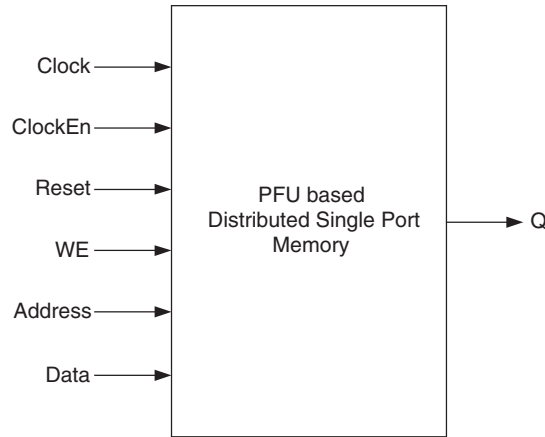 Clock
ClockEn
Reset
WE
Address
Data
PFU based
Distributed Single Port
Memory
Q